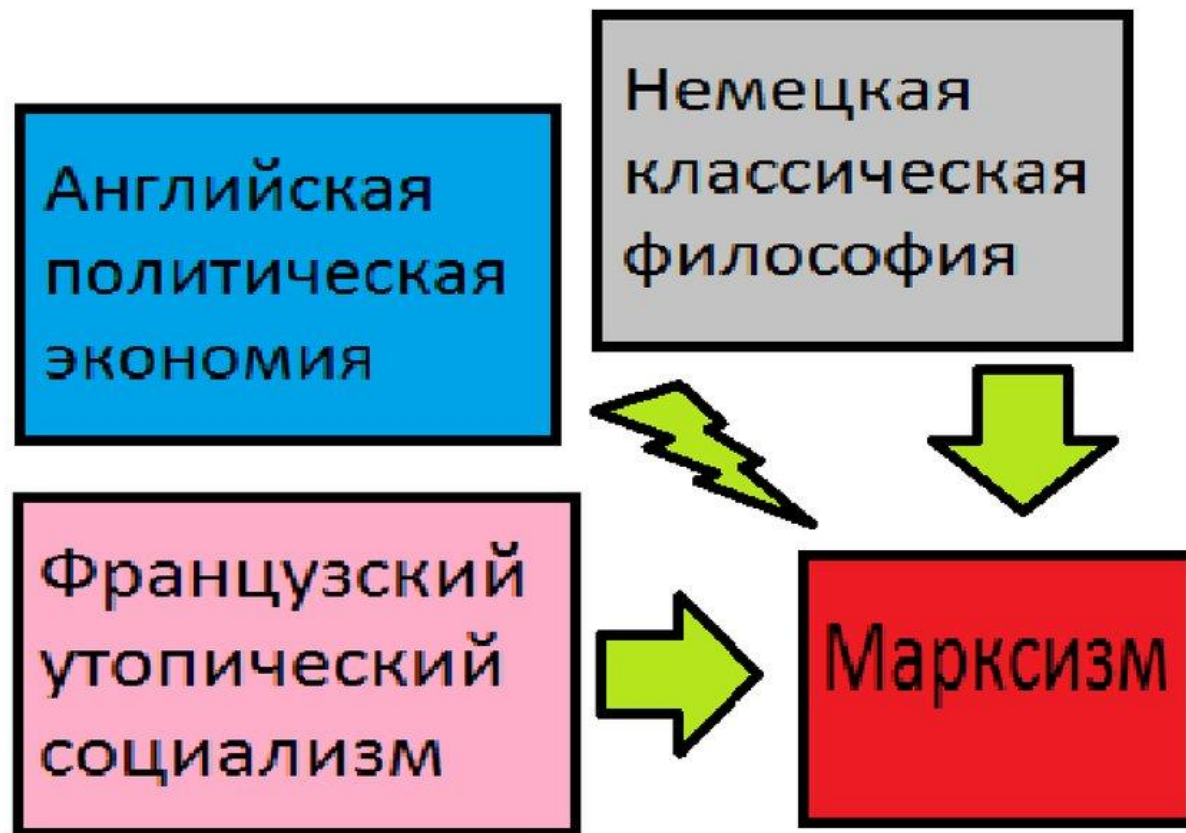 Английская
политическая
экономия
Немецкая
классическая
философия
Французский
утопический
социализм
Марксизм